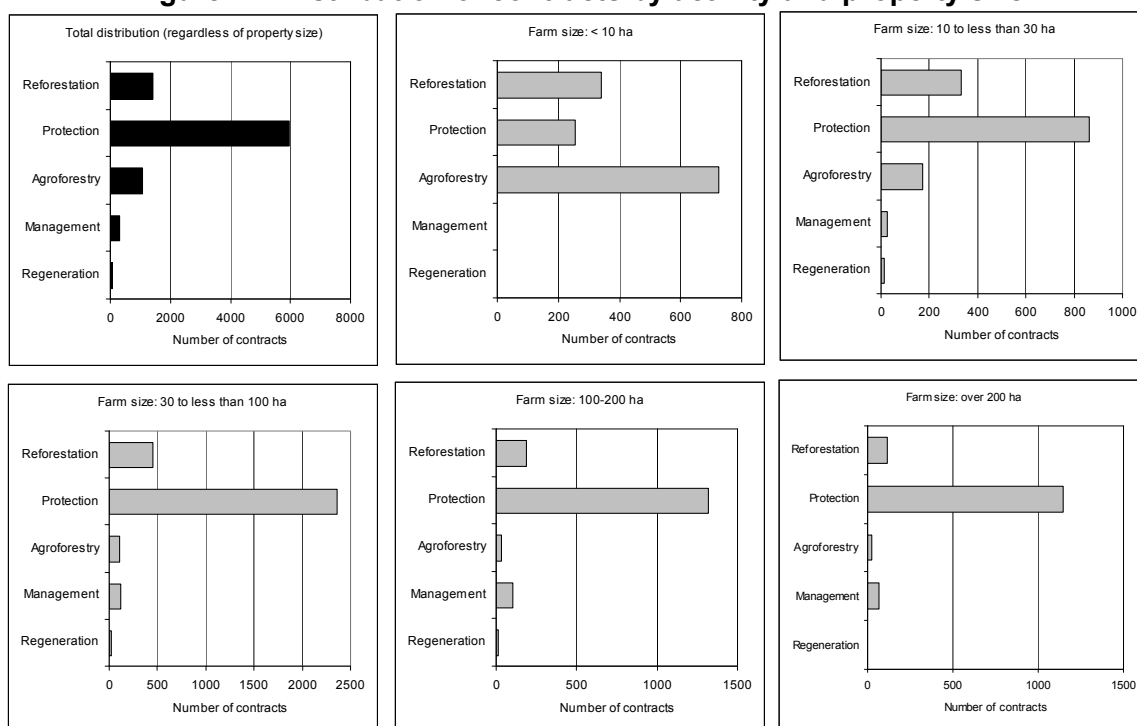 Total distribution (regardless of property size)
Reforestation
Protection
Agroforestry
Management
Regeneration
0 2000 4000 6000 8000
Number of contracts
Farm size: < 10 ha
Reforestation
Protection
Agroforestry
Management
Regeneration
0 200 400 600 800
Number of contracts
Farm size: 10 to less than 30 ha
Reforestation
Protection
Agroforestry
Management
Regeneration
0 200 400 600 800 1000
Number of contracts
Farm size: 30 to less than 100 ha
Reforestation
Protection
Agroforestry
Management
Regeneration
0 500 1000 1500 2000 2500
Number of contracts
Farm size: 100-200 ha
Reforestation
Protection
Agroforestry
Management
Regeneration
0 500 1000 1500
Number of contracts
Farm size: over 200 ha
Reforestation
Protection
Agroforestry
Management
Regeneration
0 500 1000 1500
Number of contracts